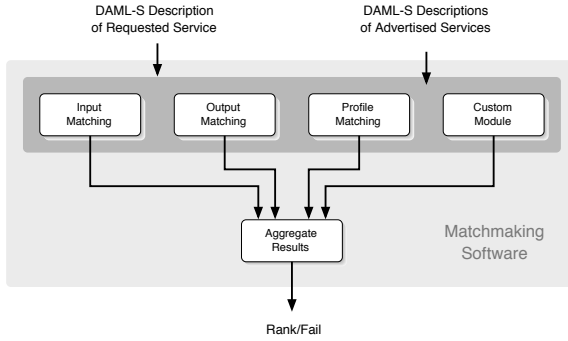 DAML-S Description
of Requested Service
DAML-S Descriptions
of Advertised Services
Input
Matching
Output
Matching
Profile
Matching
Custom
Module
Aggregate
Results
Matchmaking
Software
Rank/Fail